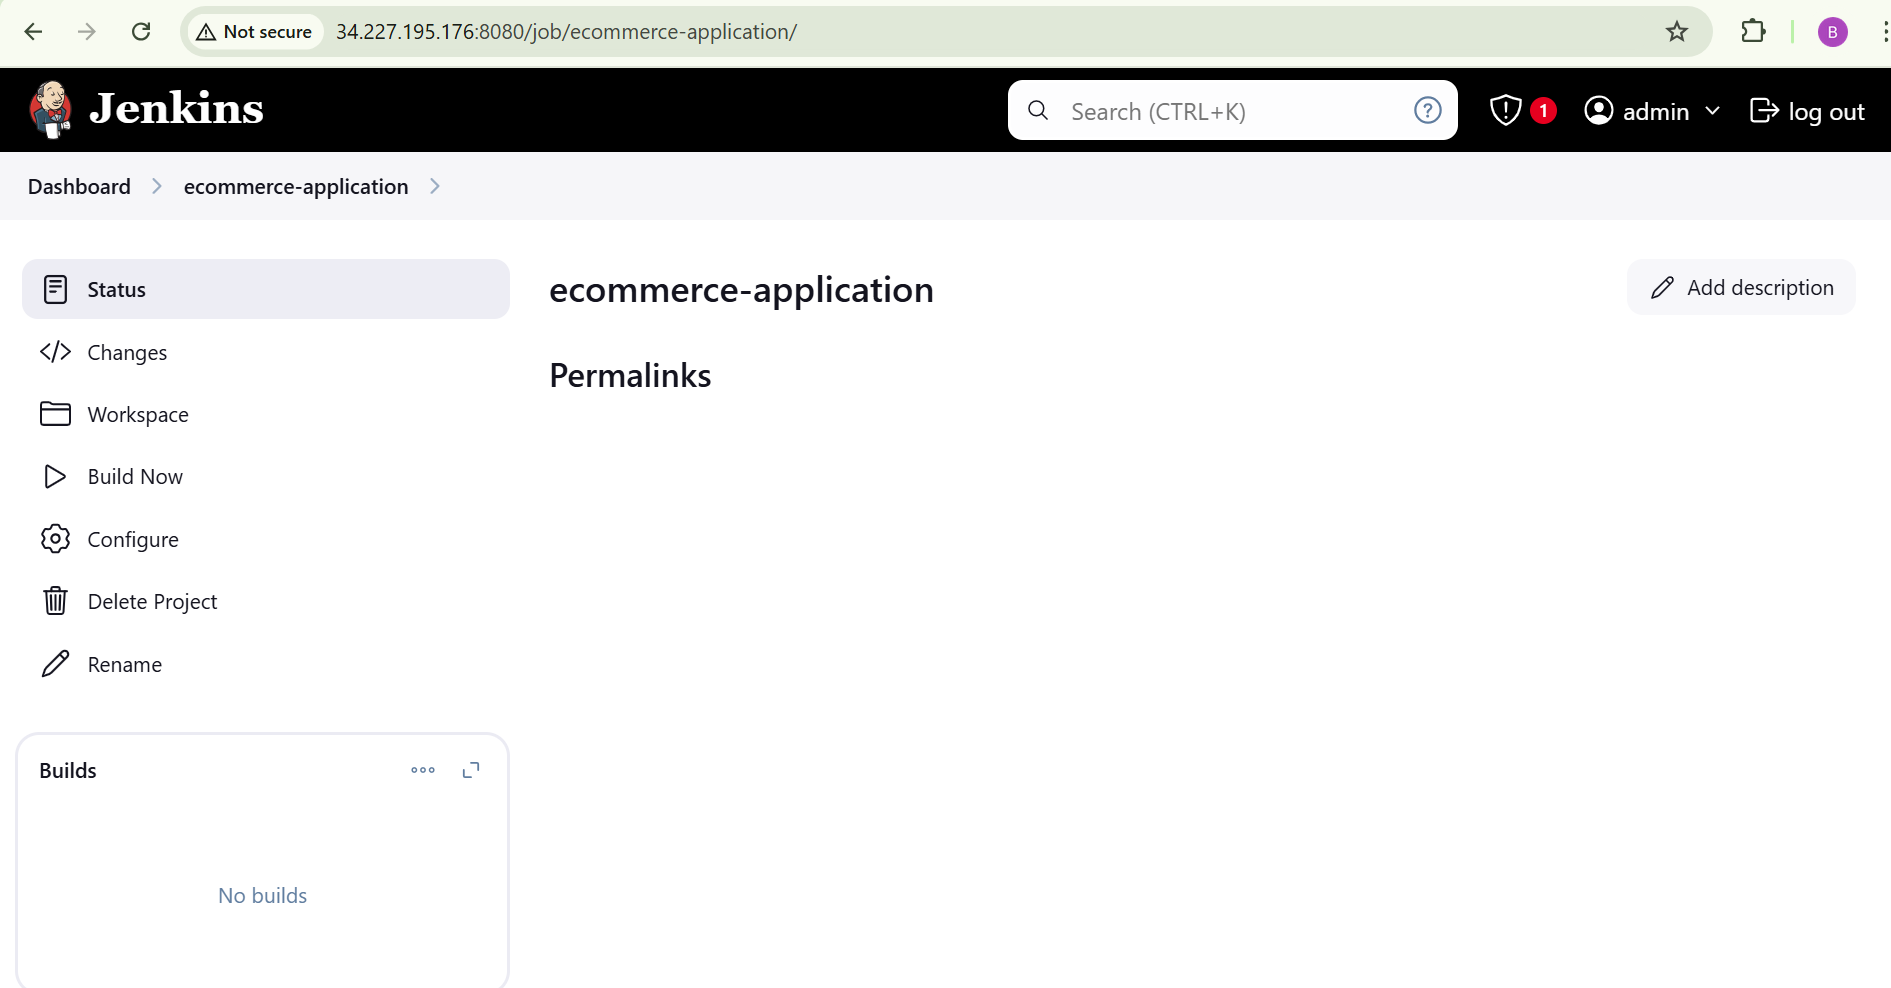 Not secure 34.227.195.176:8080/job/ecommerce-application/ B
Jenkins Search (CTRL+K) ? 1 admin log out
Dashboard ecommerce-application
Status
Changes
Workspace
Build Now
Configure
Delete Project
Rename
ecommerce-application
Add description
Permalinks
Builds
No builds